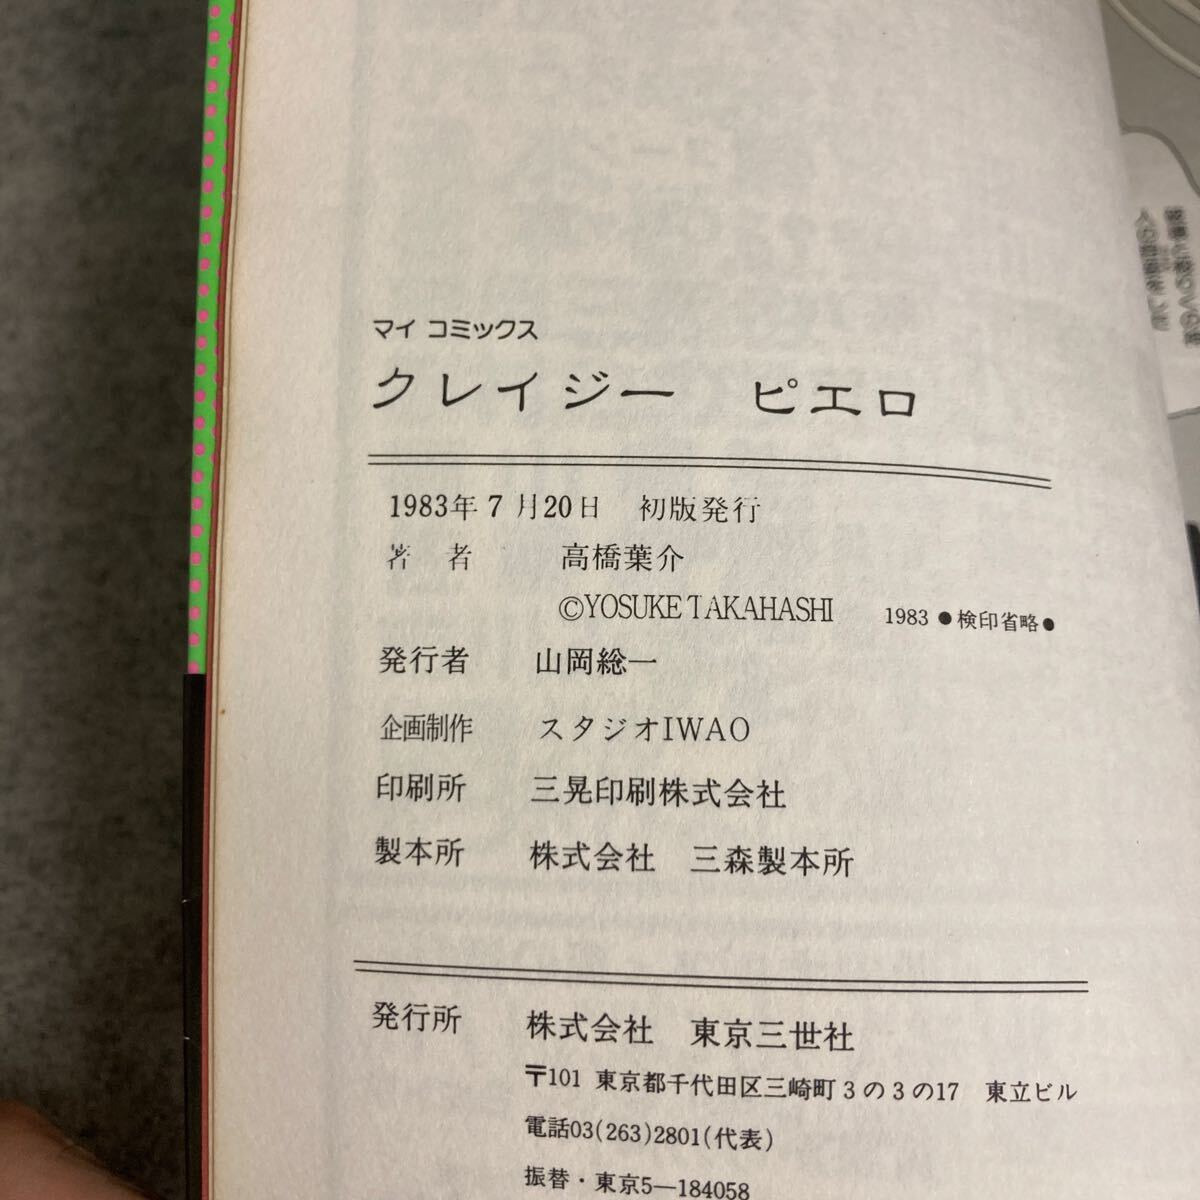 マイ コミックス
クレイジー ピエロ
1983年7月20日 初版発行
著者 高橋葉介
©YOSUKE TAKAHASHI 1983 ●検印省略●
発行者 山岡総一
企画制作 スタジオIWAO
印刷所 三晃印刷株式会社
製本所 株式会社 三森製本所
発行所 株式会社 東京三世社
〒101 東京都千代田区三崎町3の3の17 東立ビル
電話03(263)2801(代表)
振替・東京5—184058